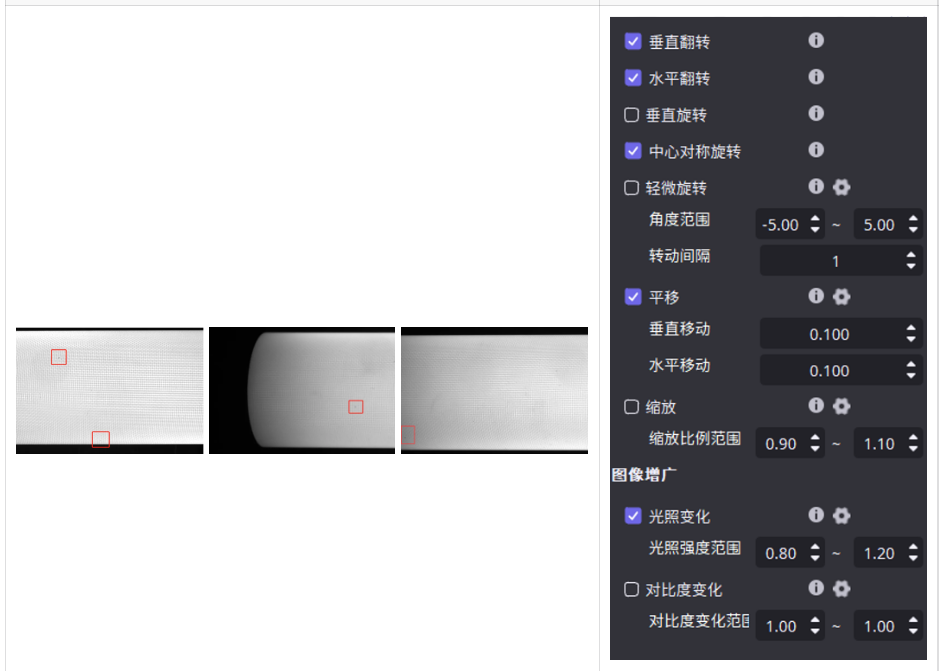 垂直翻转
水平翻转
垂直旋转
中心对称旋转
轻微旋转
角度范围 -5.00 ~ 5.00
转动间隔 1
平移
垂直移动 0.100
水平移动 0.100
缩放
缩放比例范围 0.90 ~ 1.10
图像增广
光照变化
光照强度范围 0.80 ~ 1.20
对比度变化
对比度变化范 1.00 ~ 1.00